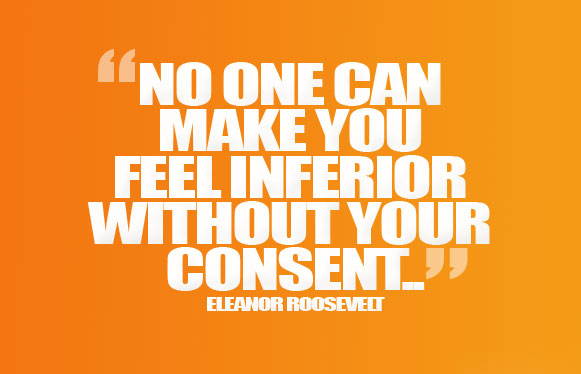 “NO ONE CAN
MAKE YOU
FEEL INFERIOR
WITHOUT YOUR
CONSENT..”
ELEANOR ROOSEVELT